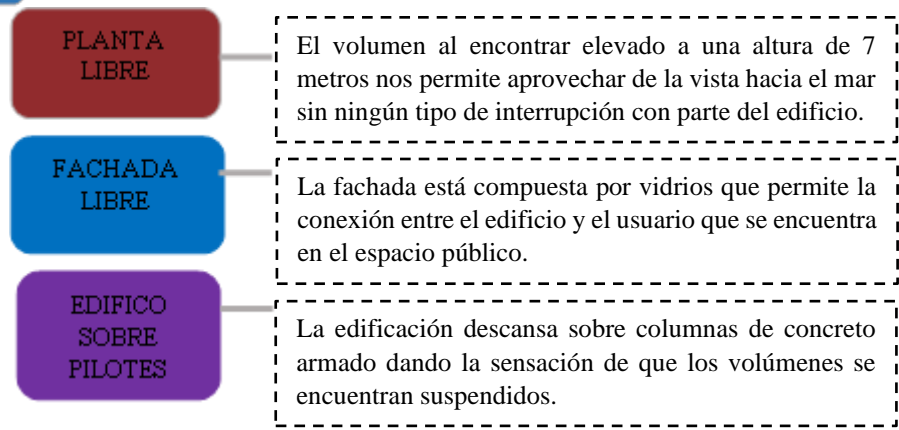 PLANTA
LIBRE
El volumen al encontrar elevado a una altura de 7
metros nos permite aprovechar de la vista hacia el mar
sin ningún tipo de interrupción con parte del edificio.
FACHADA
LIBRE
La fachada está compuesta por vidrios que permite la
conexión entre el edificio y el usuario que se encuentra
en el espacio público.
EDIFICO
SOBRE
PILOTES
La edificación descansa sobre columnas de concreto
armado dando la sensación de que los volúmenes se
encuentran suspendidos.